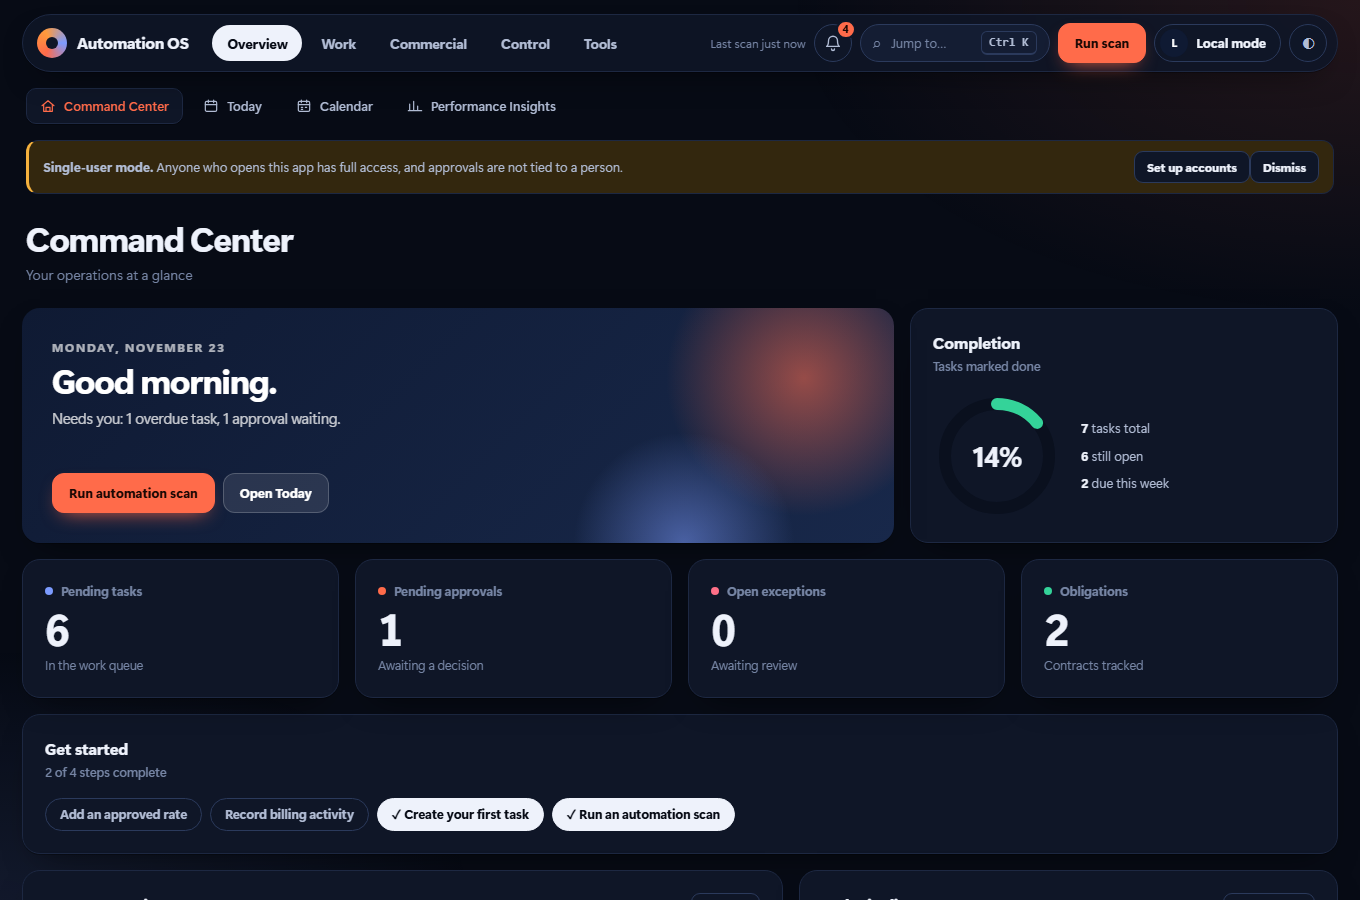 Automation OS
Overview
Work
Commercial
Control
Tools
Last scan just now
4
Jump to...
Ctrl K
Run scan
L
Local mode
Command Center
Today
Calendar
Performance Insights
Single-user mode. Anyone who opens this app has full access, and approvals are not tied to a person.
Set up accounts
Dismiss
Command Center
Your operations at a glance
MONDAY, NOVEMBER 23
Good morning.
Needs you: 1 overdue task, 1 approval waiting.
Run automation scan
Open Today
Completion
Tasks marked done
14%
7 tasks total
6 still open
2 due this week
Pending tasks
6
In the work queue
Pending approvals
1
Awaiting a decision
Open exceptions
0
Awaiting review
Obligations
2
Contracts tracked
Get started
2 of 4 steps complete
Add an approved rate
Record billing activity
✓ Create your first task
✓ Run an automation scan